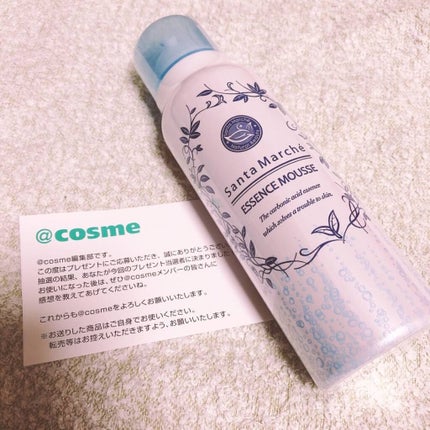 Santa Marché
ESSENCE MOUSSE
The carbonic acid essence
which solves a trouble to skin.
@cosme
@cosme編集部です。
この度はプレゼントにご応募いただき、誠にありがとうござい
抽選の結果、あなたが今回のプレゼント当選者に決まりました
お使いになった後は、ぜひ@cosmeメンバーの皆さんに
感想を教えてあげてくださいね。
これからも@cosmeをよろしくお願いいたします。
※お送りした商品はご自身でお使いください。
転売等はお控えいただきますよう、お願いいたします。